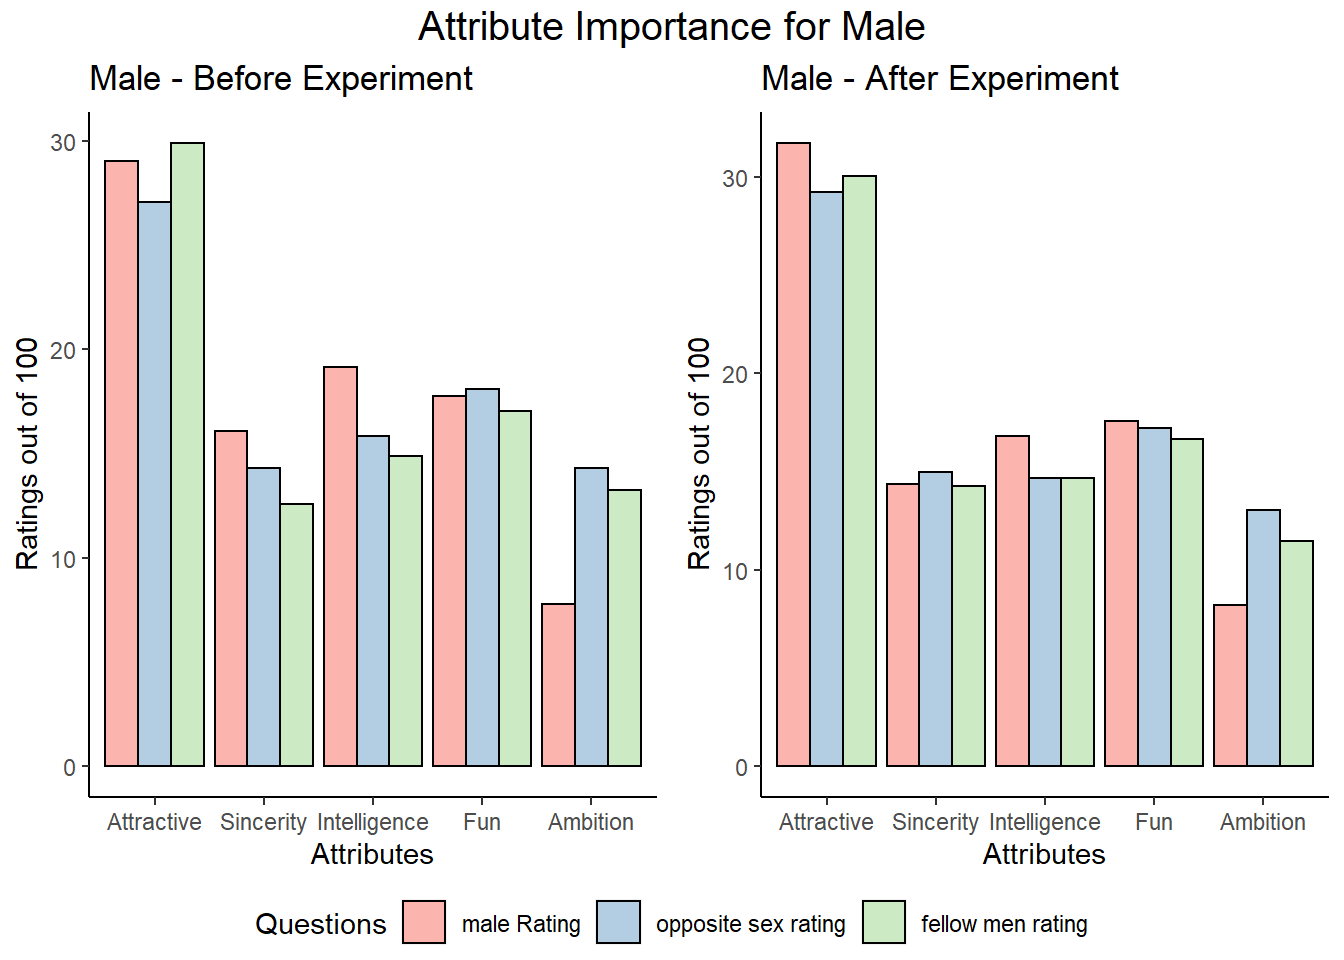 Attribute Importance for Male
Male - Before Experiment
Ratings out of 100
30
20
10
0
Attractive Sincerity Intelligence Fun Ambition
Attributes
Male - After Experiment
Ratings out of 100
30
20
10
0
Attractive Sincerity Intelligence Fun Ambition
Attributes
Questions male Rating opposite sex rating fellow men rating